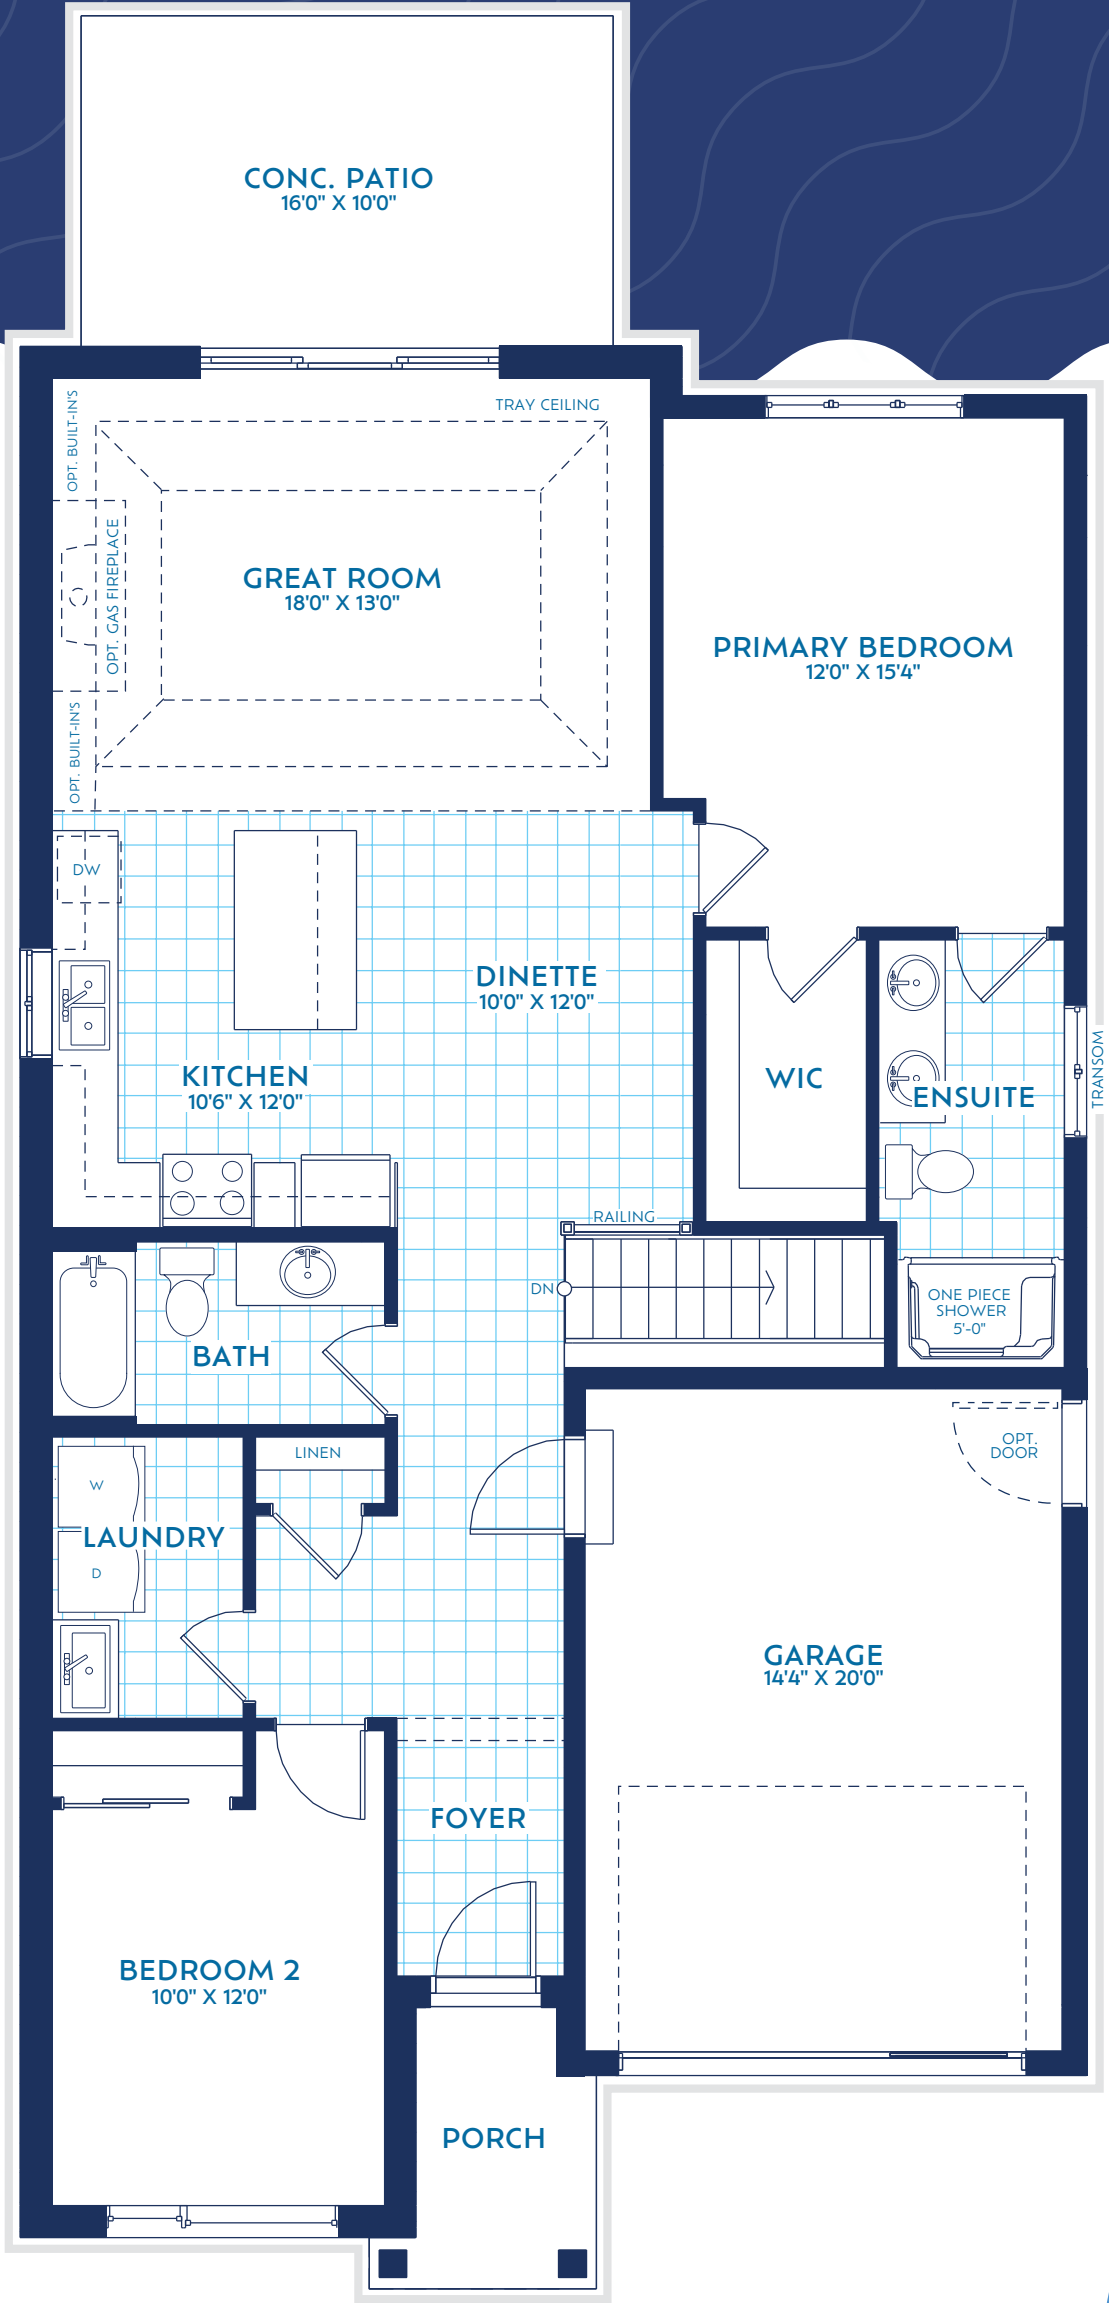 CONC. PATIO
16'0" X 10'0"
OPT. BUILT-IN'S
TRAY CEILING
OPT. GAS FIREPLACE
GREAT ROOM
18'0" X 13'0"
PRIMARY BEDROOM
12'0" X 15'4"
OPT. BUILT-IN'S
DW
DINETTE
10'0" X 12'0"
KITCHEN
10'6" X 12'0"
WIC
ENSUITE
TRANSOM
RAILING
DN
ONE PIECE
SHOWER
5'-0"
BATH
LINEN
OPT.
DOOR
W
LAUNDRY
D
GARAGE
14'4" X 20'0"
FOYER
BEDROOM 2
10'0" X 12'0"
PORCH